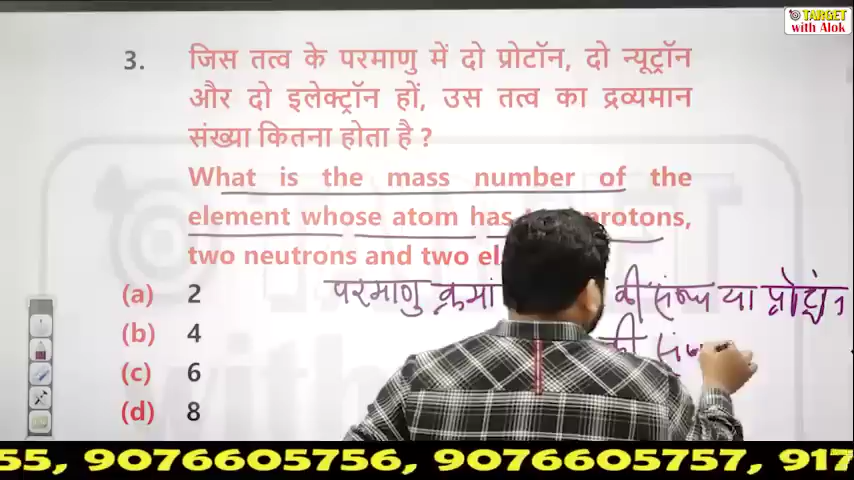 TARGET
with Alok
3. जिस तत्व के परमाणु में दो प्रोटॉन, दो न्यूट्रॉन
और दो इलेक्ट्रॉन हों, उस तत्व का द्रव्यमान
संख्या कितना होता है ?
What is the mass number of the
element whose atom has protons,
two neutrons and two
परमाणु की संख्या या
(a) 2
की
(b) 4
(c) 6
(d) 8
55, 9076605756, 9076605757, 917